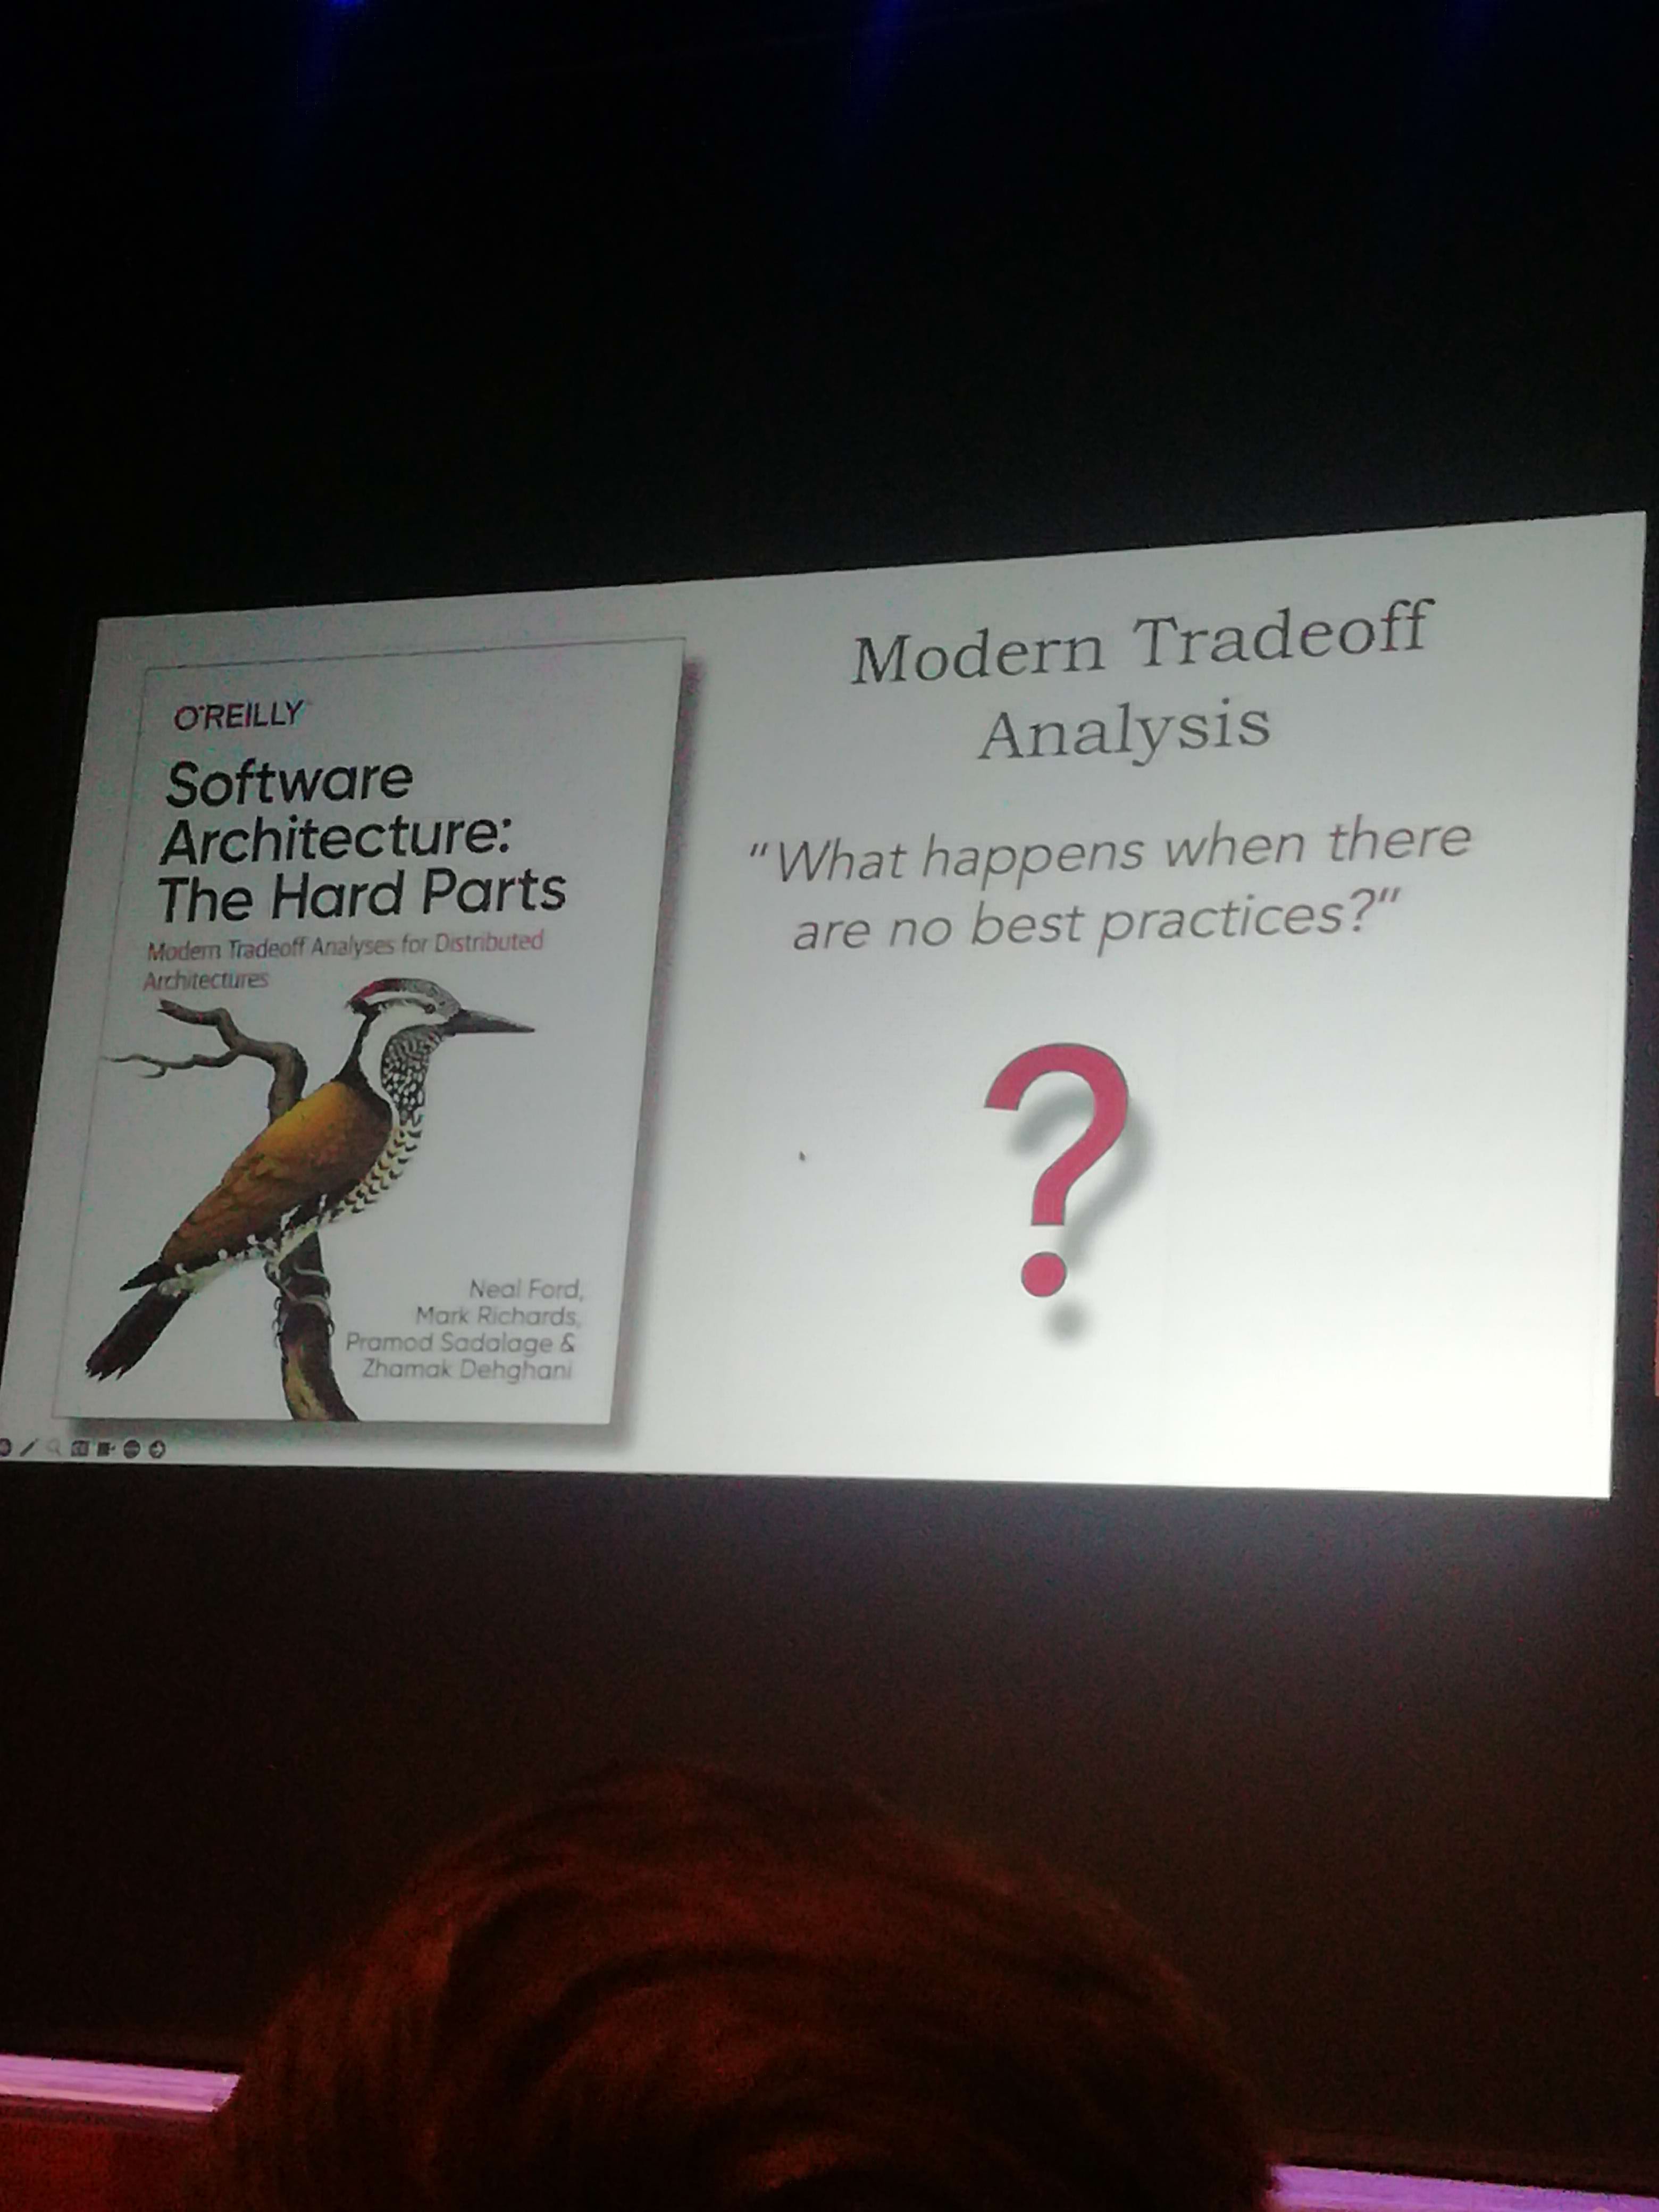 O'REILLY
Software
Architecture:
The Hard Parts
Modern Tradeoff Analyses for Distributed
Architectures
Neal Ford,
Mark Richards,
Pramod Sadalage &
Zhamak Dehghani
Modern Tradeoff
Analysis
"What happens when there
are no best practices?"
?